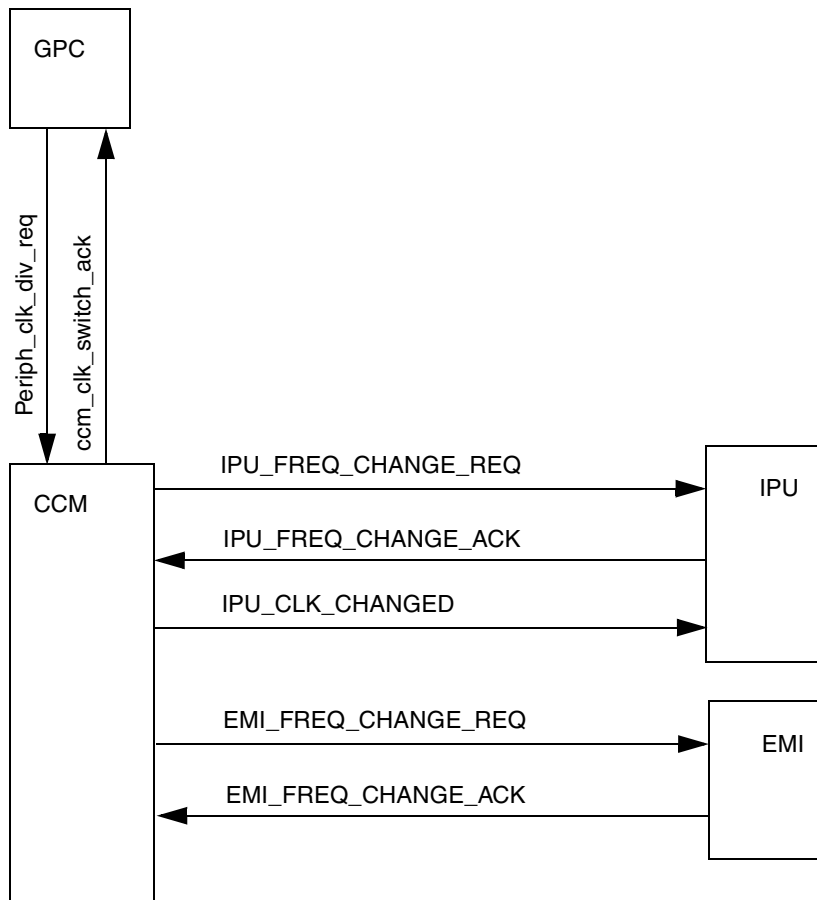 GPC
Periph_clk_div_req
ccm_clk_switch_ack
CCM
IPU_FREQ_CHANGE_REQ
IPU
IPU_FREQ_CHANGE_ACK
IPU_CLK_CHANGED
EMI_FREQ_CHANGE_REQ
EMI
EMI_FREQ_CHANGE_ACK